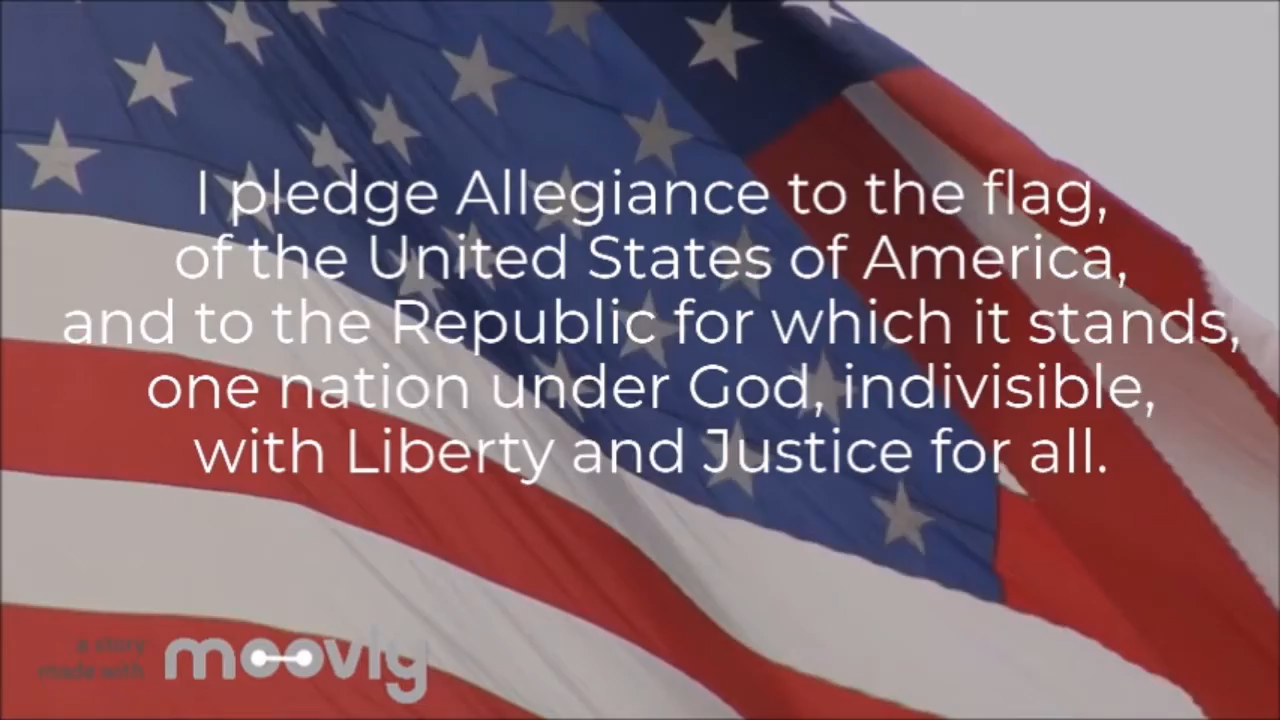 I pledge Allegiance to the flag,
of the United States of America,
and to the Republic for which it stands,
one nation under God, indivisible,
with Liberty and Justice for all.
a story
made with
moovly